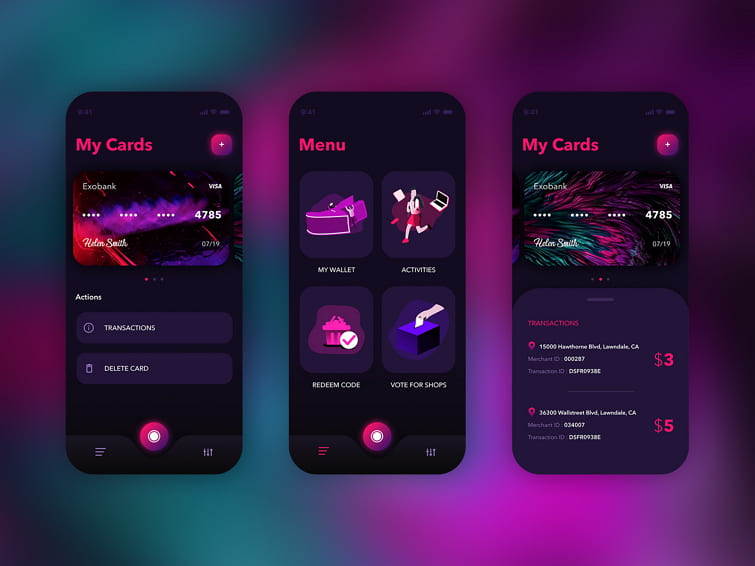 9:41
My Cards
+
Exobank VISA
•••• •••• •••• 4785
Helen Smith 07/19
Actions
TRANSACTIONS
DELETE CARD
9:41
Menu
MY WALLET
ACTIVITIES
REDEEM CODE
VOTE FOR SHOPS
9:41
My Cards
+
Exobank VISA
•••• •••• •••• 4785
Helen Smith 07/19
TRANSACTIONS
15000 Hawthorne Blvd, Lawndale, CA
Merchant ID : 000287
Transaction ID : DSFR0938E
$3
36300 Wallstreet Blvd, Lawndale, CA
Merchant ID : 034007
Transaction ID : DSFR0938E
$5